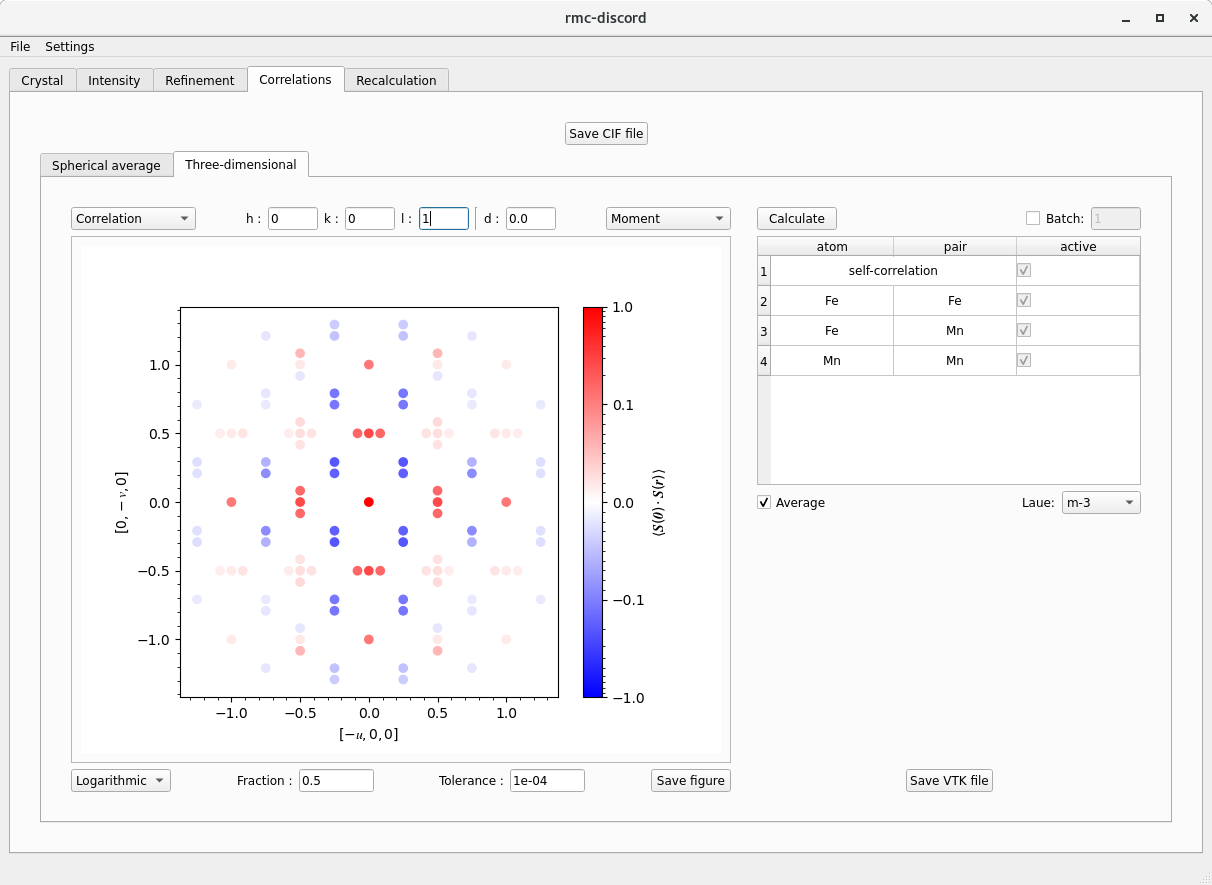 rmc-discord
File Settings
Crystal Intensity Refinement Correlations Recalculation
Save CIF file
Spherical average Three-dimensional
Correlation h : 0 k : 0 l : 1 d : 0.0 Moment Calculate Batch: 1
atom pair active
1 self-correlation
2 Fe Fe
3 Fe Mn
4 Mn Mn
Average Laue: m-3
1.0
0.5
0.0
−0.5
−1.0
[0, −v, 0]
−1.0 −0.5 0.0 0.5 1.0
[−u, 0, 0]
1.0
0.1
0.0
−0.1
−1.0
⟨S(0) · S(r)⟩
Logarithmic Fraction : 0.5 Tolerance : 1e-04 Save figure Save VTK file